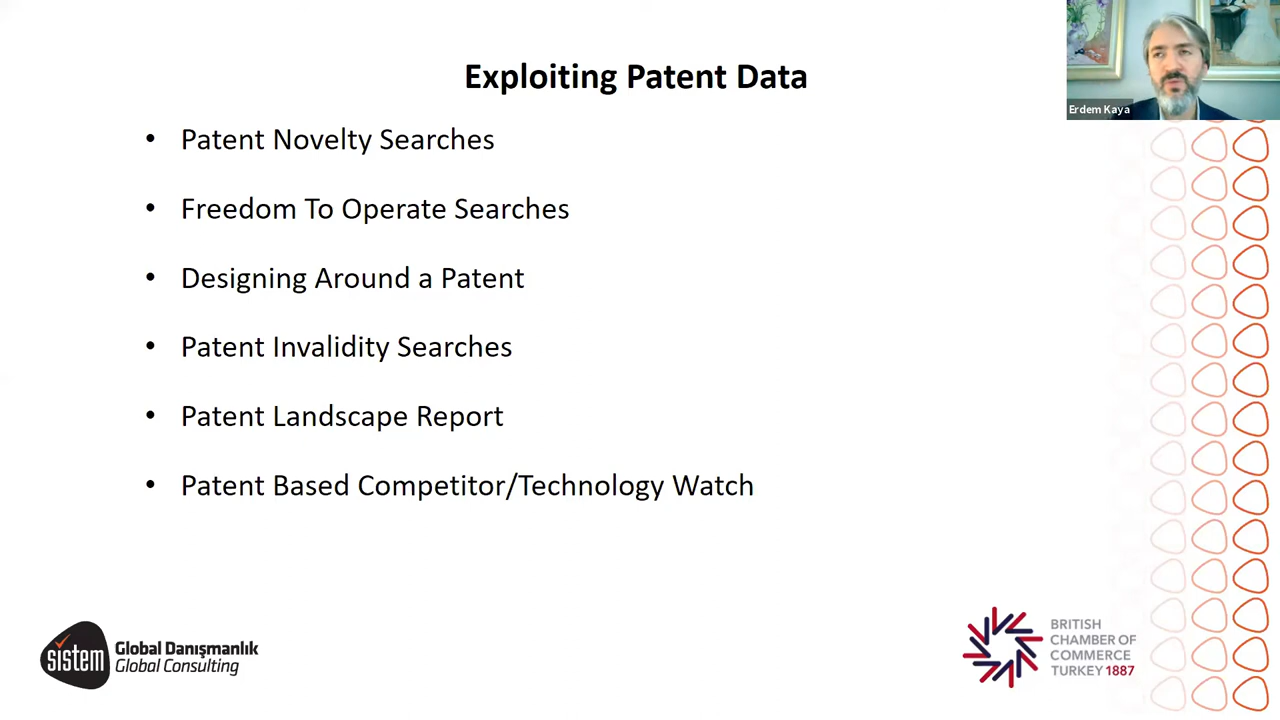 Exploiting Patent Data
Erdem Kaya
• Patent Novelty Searches
• Freedom To Operate Searches
• Designing Around a Patent
• Patent Invalidity Searches
• Patent Landscape Report
• Patent Based Competitor/Technology Watch
sistem
Global Danışmanlık
Global Consulting
BRITISH
CHAMBER OF
COMMERCE
TURKEY 1887